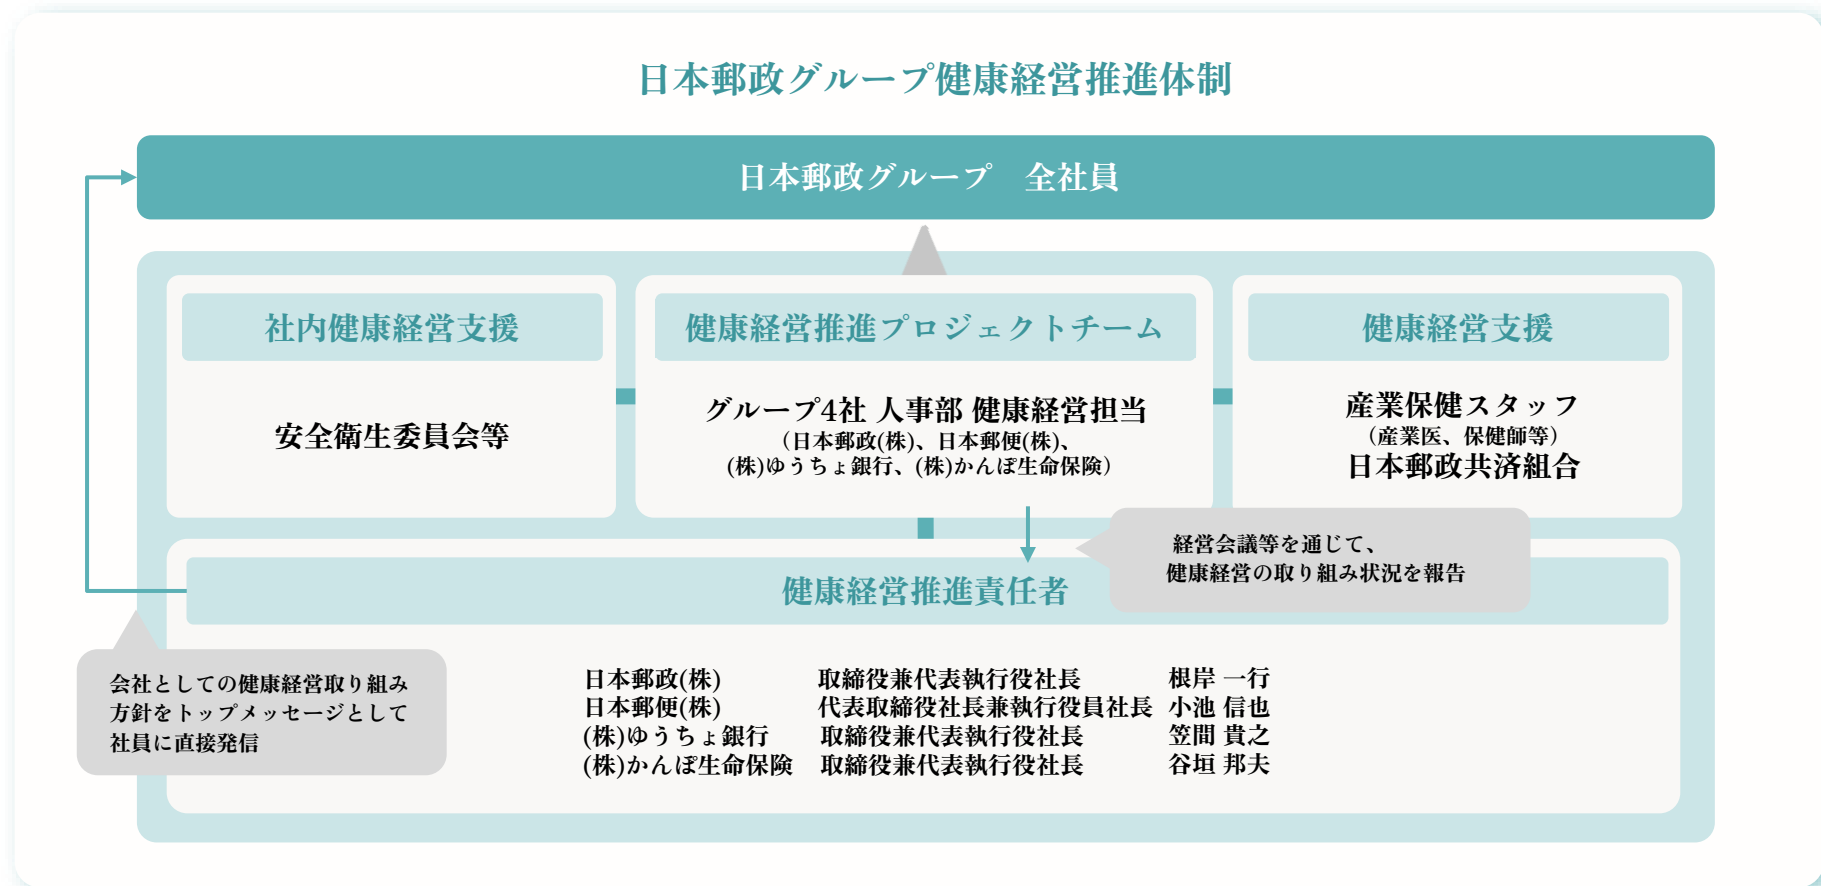 日本郵政グループ健康経営推進体制
日本郵政グループ　全社員
社内健康経営支援
安全衛生委員会等
健康経営推進プロジェクトチーム
グループ4社 人事部 健康経営担当
（日本郵政(株)、日本郵便(株)、
(株)ゆうちょ銀行、(株)かんぽ生命保険）
健康経営支援
産業保健スタッフ
（産業医、保健師等）
日本郵政共済組合
経営会議等を通じて、
健康経営の取り組み状況を報告
健康経営推進責任者
会社としての健康経営取り組み
方針をトップメッセージとして
社員に直接発信
日本郵政(株)　取締役兼代表執行役社長　根岸 一行
日本郵便(株)　代表取締役社長兼執行役員社長　小池 信也
(株)ゆうちょ銀行　取締役兼代表執行役社長　笠間 貴之
(株)かんぽ生命保険　取締役兼代表執行役社長　谷垣 邦夫